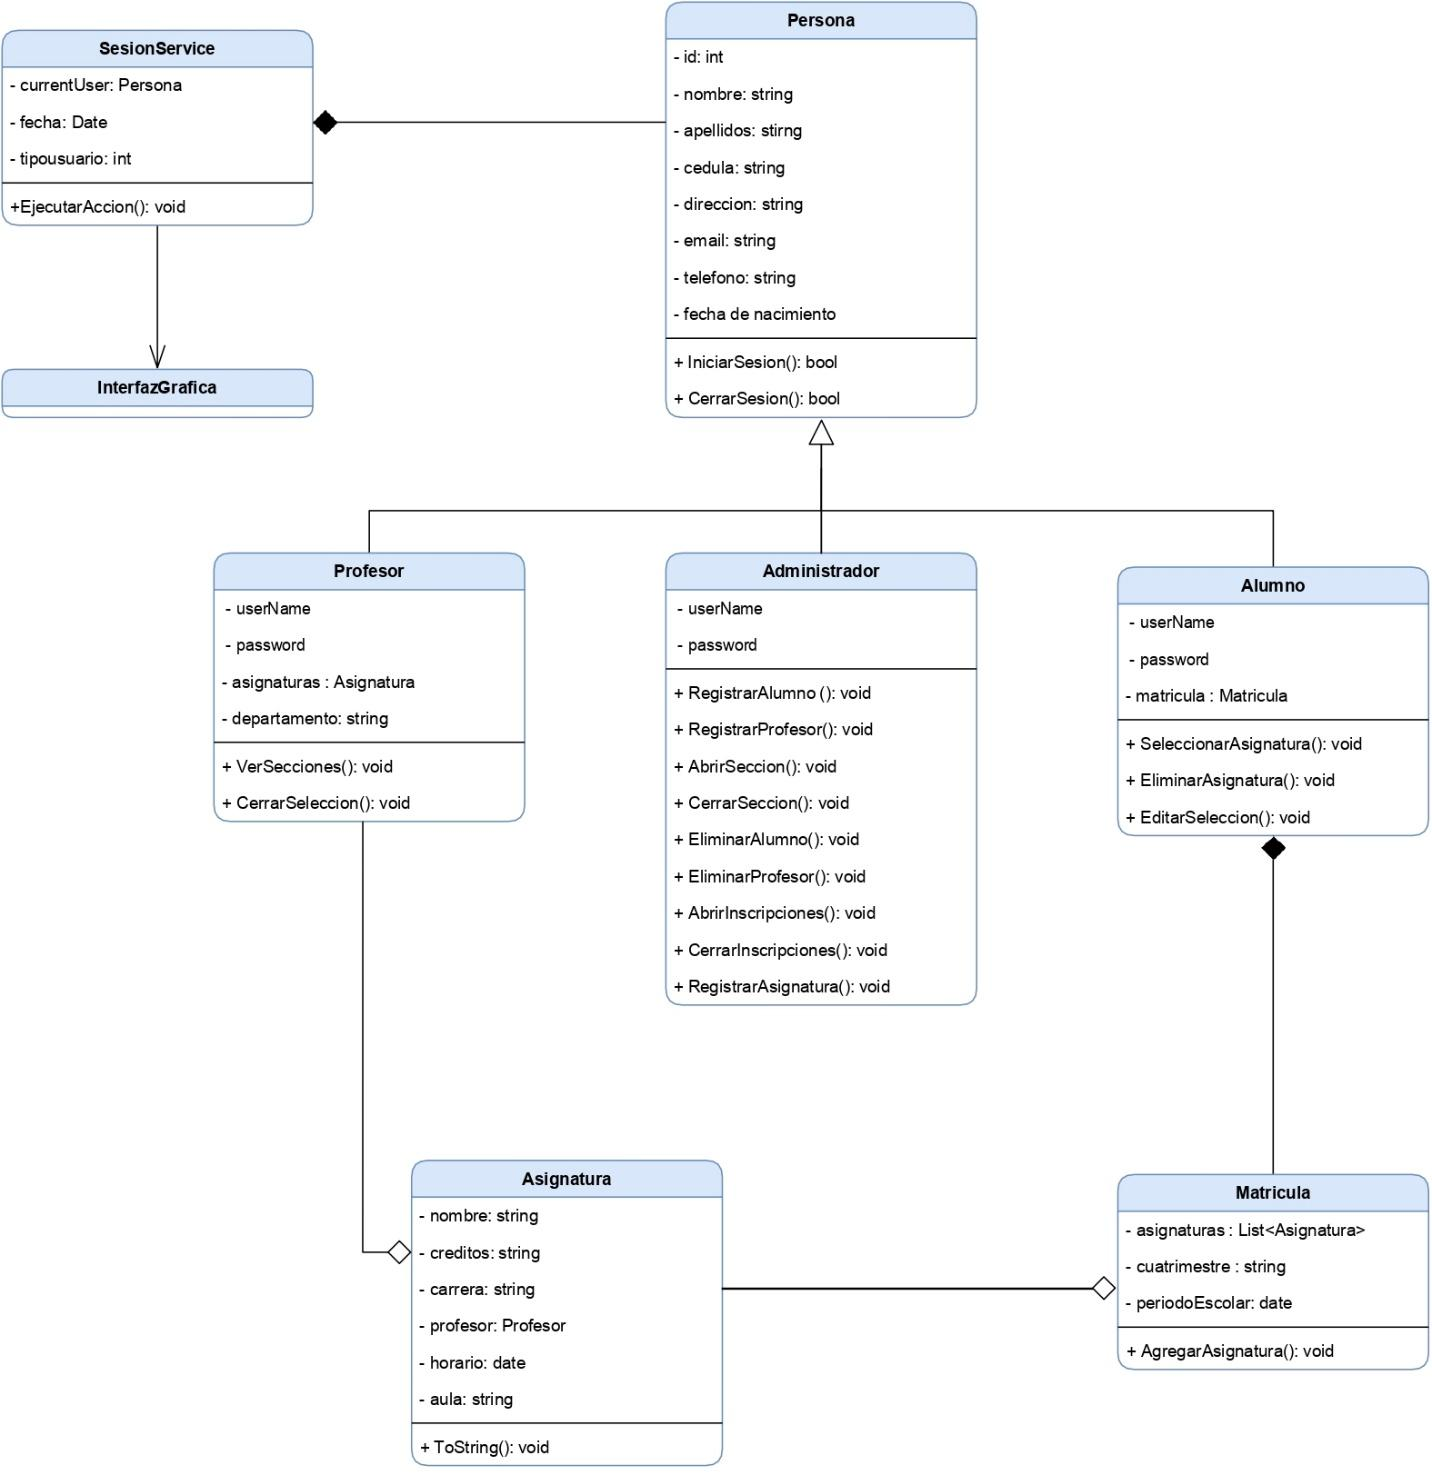 SesionService
- currentUser: Persona
- fecha: Date
- tipousuario: int
+EjecutarAccion(): void
InterfazGrafica
Persona
- id: int
- nombre: string
- apellidos: stirng
- cedula: string
- direccion: string
- email: string
- telefono: string
- fecha de nacimiento
+ IniciarSesion(): bool
+ CerrarSesion(): bool
Profesor
- userName
- password
- asignaturas : Asignatura
- departamento: string
+ VerSecciones(): void
+ CerrarSeleccion(): void
Administrador
- userName
- password
+ RegistrarAlumno (): void
+ RegistrarProfesor(): void
+ AbrirSeccion(): void
+ CerrarSeccion(): void
+ EliminarAlumno(): void
+ EliminarProfesor(): void
+ AbrirInscripciones(): void
+ CerrarInscripciones(): void
+ RegistrarAsignatura(): void
Alumno
- userName
- password
- matricula : Matricula
+ SeleccionarAsignatura(): void
+ EliminarAsignatura(): void
+ EditarSeleccion(): void
Asignatura
- nombre: string
- creditos: string
- carrera: string
- profesor: Profesor
- horario: date
- aula: string
+ ToString(): void
Matricula
- asignaturas : List<Asignatura>
- cuatrimestre : string
- periodoEscolar: date
+ AgregarAsignatura(): void